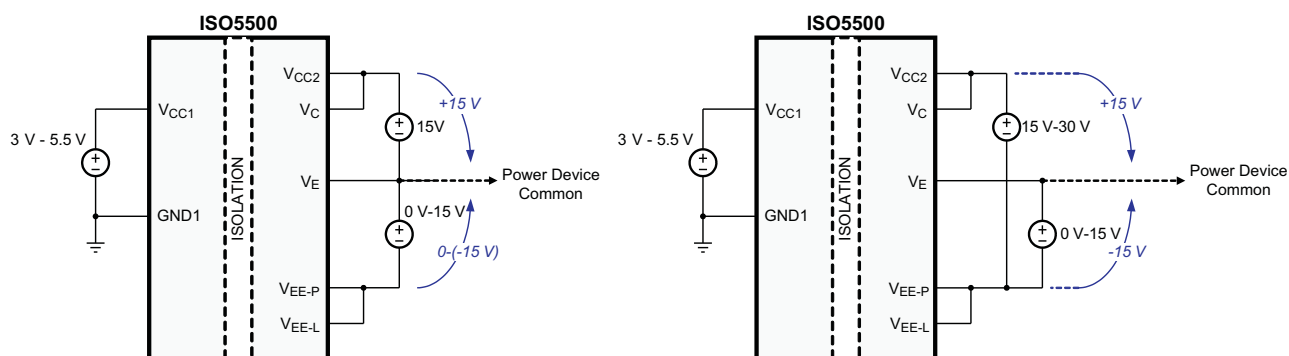 ISO5500
VCC2
VC
+15 V
VCC1
15V
3 V - 5.5 V
ISOLATION
VE
Power Device
Common
GND1
0 V-15 V
0-(-15 V)
VEE-P
VEE-L
ISO5500
VCC2
VC
+15 V
VCC1
15 V-30 V
3 V - 5.5 V
ISOLATION
VE
Power Device
Common
GND1
0 V-15 V
-15 V
VEE-P
VEE-L